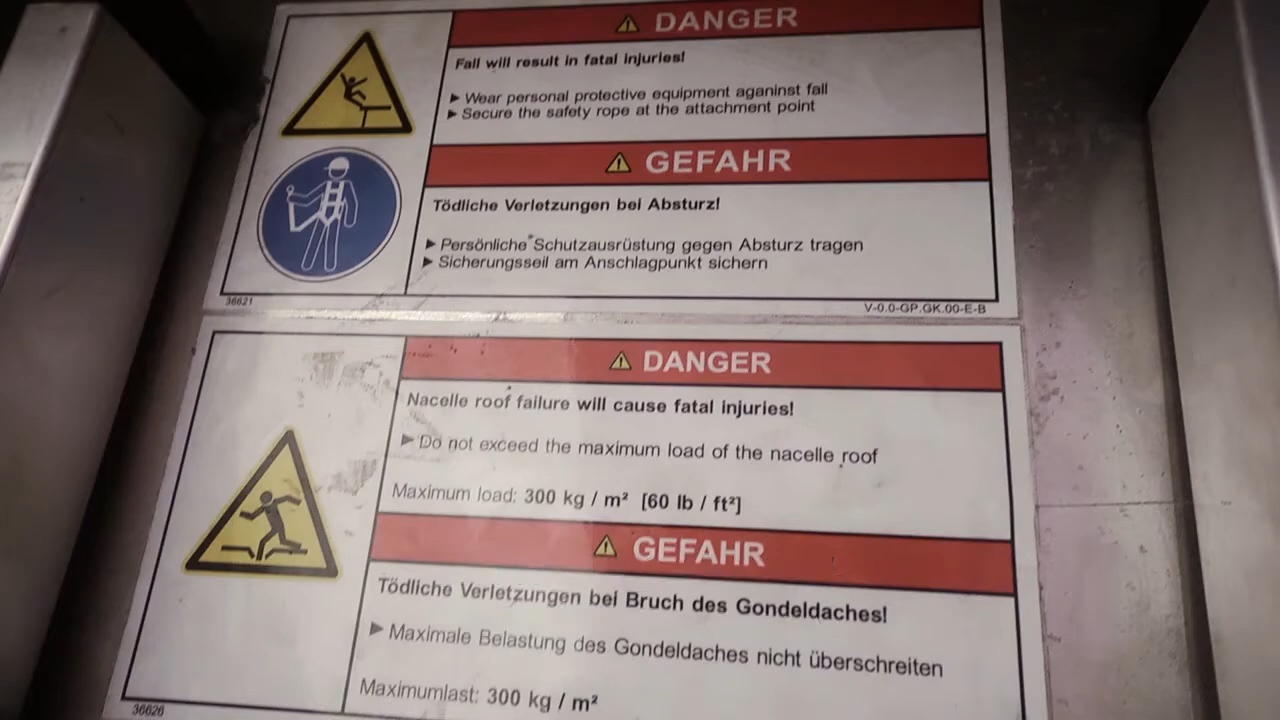 DANGER
Fall will result in fatal injuries!
► Wear personal protective equipment aganinst fall
► Secure the safety rope at the attachment point
GEFAHR
Tödliche Verletzungen bei Absturz!
► Persönliche Schutzausrüstung gegen Absturz tragen
► Sicherungsseil am Anschlagpunkt sichern
36621
V-0.0-GP.GK.00-E-B
DANGER
Nacelle roof failure will cause fatal injuries!
► Do not exceed the maximum load of the nacelle roof
Maximum load: 300 kg / m² [60 lb / ft²]
GEFAHR
Tödliche Verletzungen bei Bruch des Gondeldaches!
► Maximale Belastung des Gondeldaches nicht überschreiten
Maximumlast: 300 kg / m²
36626